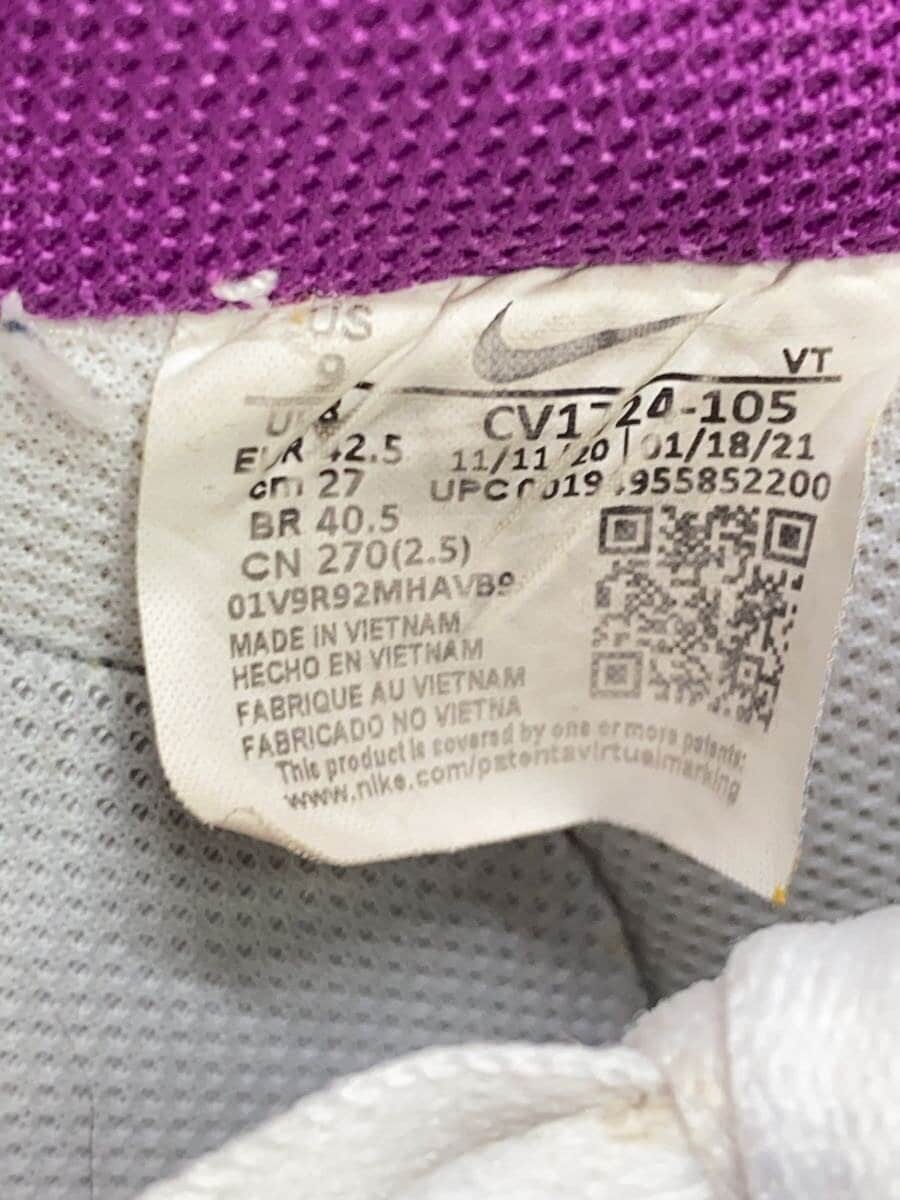 US
9
VT
UK 8
CV1724-105
EUR 42.5
11/11/20 | 01/18/21
cm 27
BR 40.5
CN 270(2.5)
01V9R92MHAVB9
MADE IN VIETNAM
HECHO EN VIETNAM
FABRIQUE AU VIETNAM
FABRICADO NO VIETNA
This product is covered by one or more patents:
www.nike.com/patentavirtualmarking